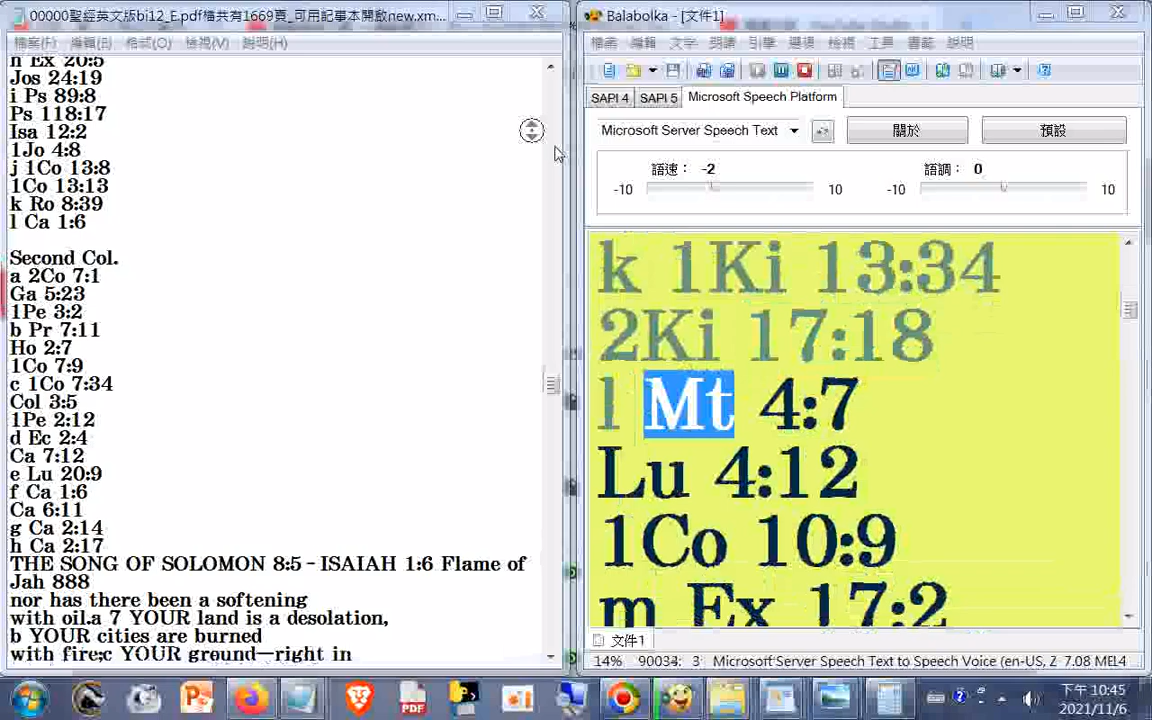 00000聖經英文版bi12_E.pdf檔共有1669頁_可用記事本開啟new.xm...
檔案(F) 編輯(E) 格式(O) 檢視(V) 說明(H)
n Ex 20:5
Jos 24:19
i Ps 89:8
Ps 118:17
Isa 12:2
1Jo 4:8
j 1Co 13:8
1Co 13:13
k Ro 8:39
l Ca 1:6
Second Col.
a 2Co 7:1
Ga 5:23
1Pe 3:2
b Pr 7:11
Ho 2:7
1Co 7:9
c 1Co 7:34
Col 3:5
1Pe 2:12
d Ec 2:4
Ca 7:12
e Lu 20:9
f Ca 1:6
Ca 6:11
g Ca 2:14
h Ca 2:17
THE SONG OF SOLOMON 8:5–ISAIAH 1:6 Flame of
Jah 888
nor has there been a softening
with oil.a 7 YOUR land is a desolation,
b YOUR cities are burned
with fire;c YOUR ground—right in
Balabolka - [文件1]
檔案 編輯 文字 朗讀 引擎 選項 檢視 工具 書籤 說明
SAPI 4 SAPI 5 Microsoft Speech Platform
Microsoft Server Speech Text 關於 預設
語速： -2 語調： 0
-10 10 -10 10
k 1Ki 13:34
2Ki 17:18
l Mt 4:7
Lu 4:12
1Co 10:9
m Ex 17:2
文件1
14% 90034: 3 Microsoft Server Speech Text to Speech Voice (en-US, Z 7.08 ME
PDF
下午 10:45
2021/11/6